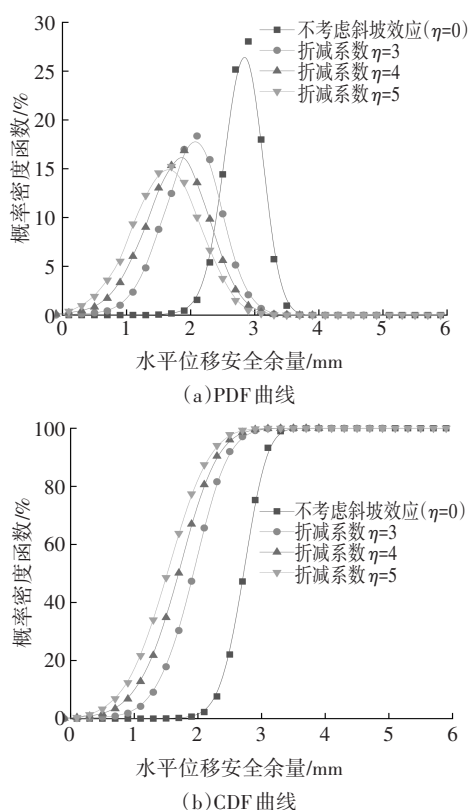 不考虑斜坡效应(η=0)
折减系数η=3
折减系数η=4
折减系数η=5
概率密度函数/%
30
25
20
15
10
5
0
0 1 2 3 4 5 6
水平位移安全余量/mm
(a)PDF曲线
不考虑斜坡效应(η=0)
折减系数η=3
折减系数η=4
折减系数η=5
概率密度函数/%
100
80
60
40
20
0
0 1 2 3 4 5 6
水平位移安全余量/mm
(b)CDF曲线